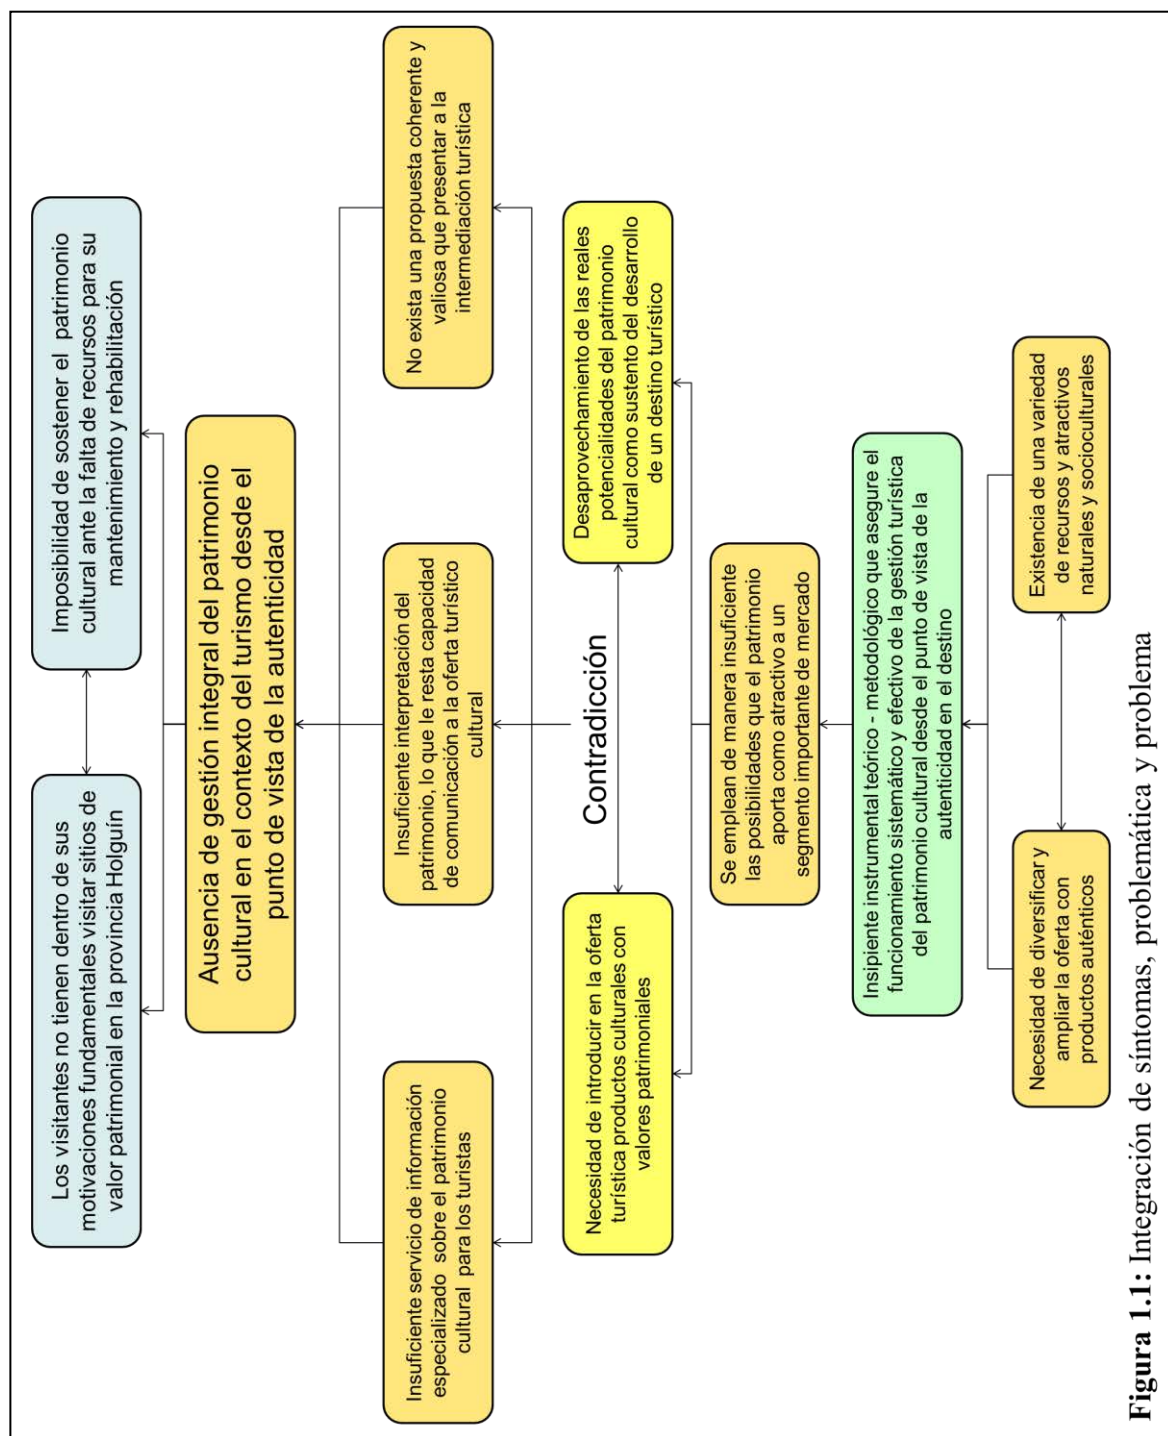 Los visitantes no tienen dentro de sus
motivaciones fundamentales visitar sitios de
valor patrimonial en la provincia Holguín
Imposibilidad de sostener el patrimonio
cultural ante la falta de recursos para su
mantenimiento y rehabilitación
Ausencia de gestión integral del patrimonio
cultural en el contexto del turismo desde el
punto de vista de la autenticidad
Insuficiente servicio de información
especializado sobre el patrimonio
cultural para los turistas
Insuficiente interpretación del
patrimonio, lo que le resta capacidad
de comunicación a la oferta turístico
cultural
No exista una propuesta coherente y
valiosa que presentar a la
intermediación turística
Necesidad de introducir en la oferta
turística productos culturales con
valores patrimoniales
Contradicción
Desaprovechamiento de las reales
potencialidades del patrimonio
cultural como sustento del desarrollo
de un destino turístico
Se emplean de manera insuficiente
las posibilidades que el patrimonio
aporta como atractivo a un
segmento importante de mercado
Insipiente instrumental teórico - metodológico que asegure el
funcionamiento sistemático y efectivo de la gestión turística
del patrimonio cultural desde el punto de vista de la
autenticidad en el destino
Necesidad de diversificar y
ampliar la oferta con
productos auténticos
Existencia de una variedad
de recursos y atractivos
naturales y socioculturales
Figura 1.1: Integración de síntomas, problemática y problema